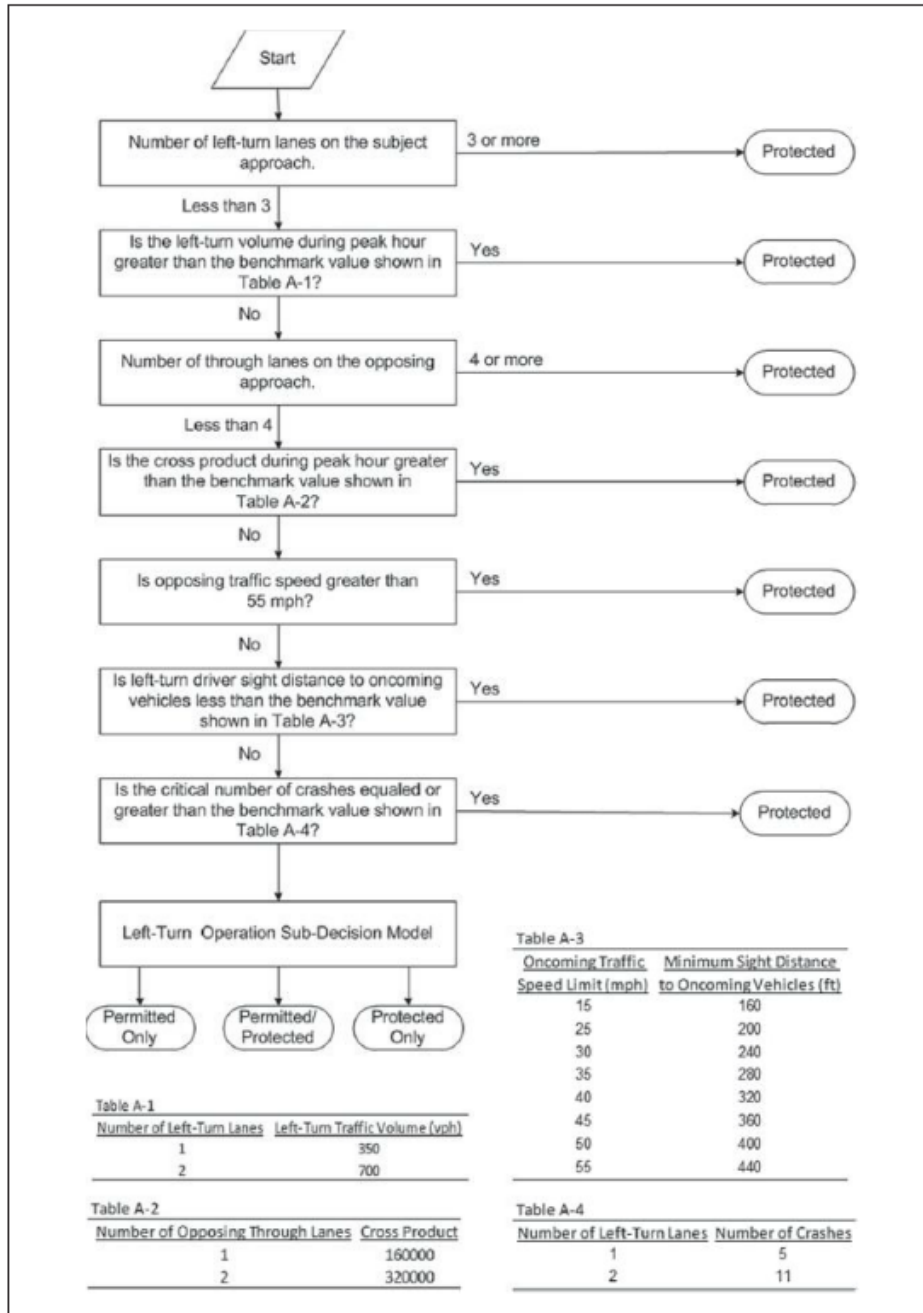 Start
Number of left-turn lanes on the subject
approach.
3 or more
Protected
Less than 3
Is the left-turn volume during peak hour
greater than the benchmark value shown in
Table A-1?
Yes
Protected
No
Number of through lanes on the opposing
approach.
4 or more
Protected
Less than 4
Is the cross product during peak hour greater
than the benchmark value shown in
Table A-2?
Yes
Protected
No
Is opposing traffic speed greater than
55 mph?
Yes
Protected
No
Is left-turn driver sight distance to oncoming
vehicles less than the benchmark value
shown in Table A-3?
Yes
Protected
No
Is the critical number of crashes equaled or
greater than the benchmark value shown in
Table A-4?
Yes
Protected
Left-Turn Operation Sub-Decision Model
Permitted
Only
Permitted/
Protected
Protected
Only
Table A-3
Oncoming Traffic Minimum Sight Distance
Speed Limit (mph) to Oncoming Vehicles (ft)
15 160
25 200
30 240
35 280
40 320
45 360
50 400
55 440
Table A-1
Number of Left-Turn Lanes Left-Turn Traffic Volume (vph)
1 350
2 700
Table A-2
Number of Opposing Through Lanes Cross Product
1 160000
2 320000
Table A-4
Number of Left-Turn Lanes Number of Crashes
1 5
2 11